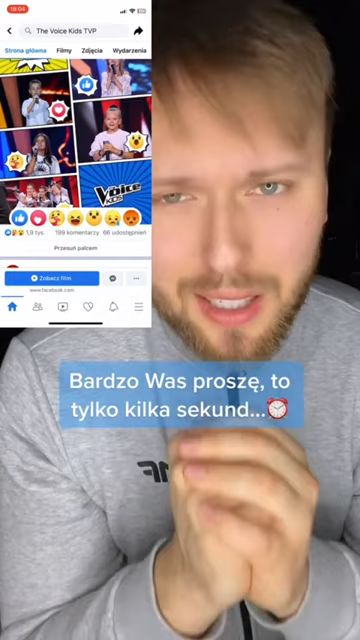 18:04
The Voice Kids TVP
Strona główna Filmy Zdjęcia Wydarzenia
The
Voice
KIDS
1,9 tys. 199 komentarzy 66 udostępnień
Przesuń palcem
Zobacz film
www.facebook.com
Bardzo Was proszę, to
tylko kilka sekund...⏰